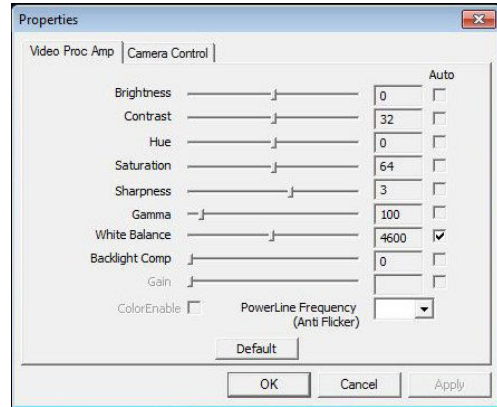 Properties
Video Proc Amp
Camera Control
Auto
Brightness 0
Contrast 32
Hue 0
Saturation 64
Sharpness 3
Gamma 100
White Balance 4600
Backlight Comp 0
Gain
ColorEnable PowerLine Frequency
(Anti Flicker)
Default
OK Cancel Apply